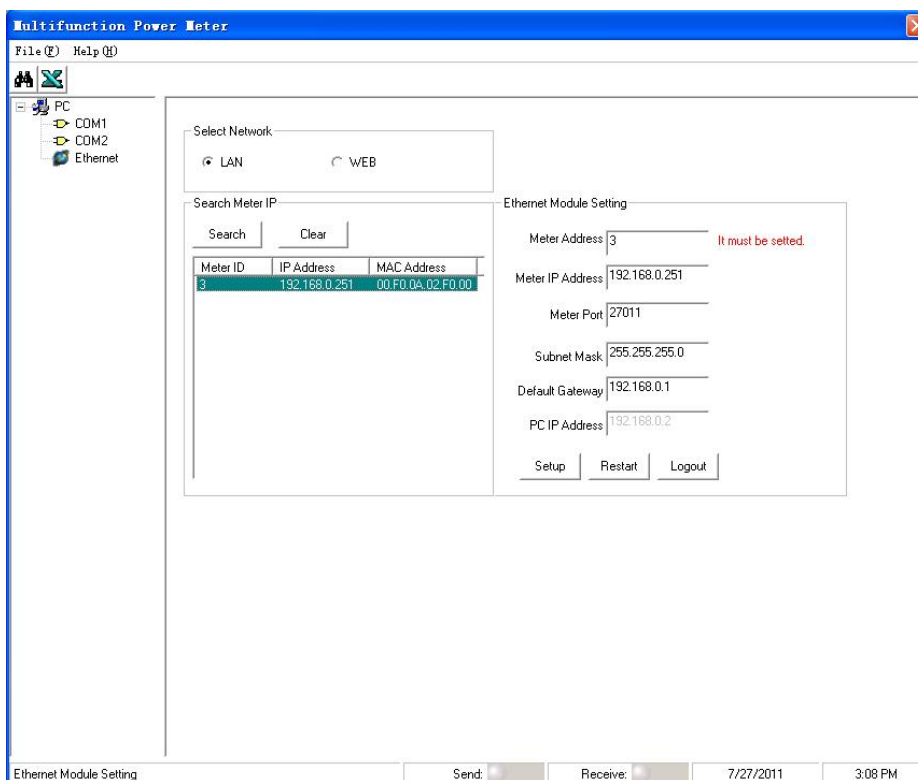 Multifunction Power Meter
File(F) Help(H)
PC
COM1
COM2
Ethernet
Select Network
LAN WEB
Search Meter IP
Search Clear
Meter ID IP Address MAC Address
3 192.168.0.251 00.F0.0A.02.F0.00
Ethernet Module Setting
Meter Address 3 It must be setted.
Meter IP Address 192.168.0.251
Meter Port 27011
Subnet Mask 255.255.255.0
Default Gateway 192.168.0.1
PC IP Address 192.168.0.2
Setup Restart Logout
Ethernet Module Setting Send: Receive: 7/27/2011 3:08 PM